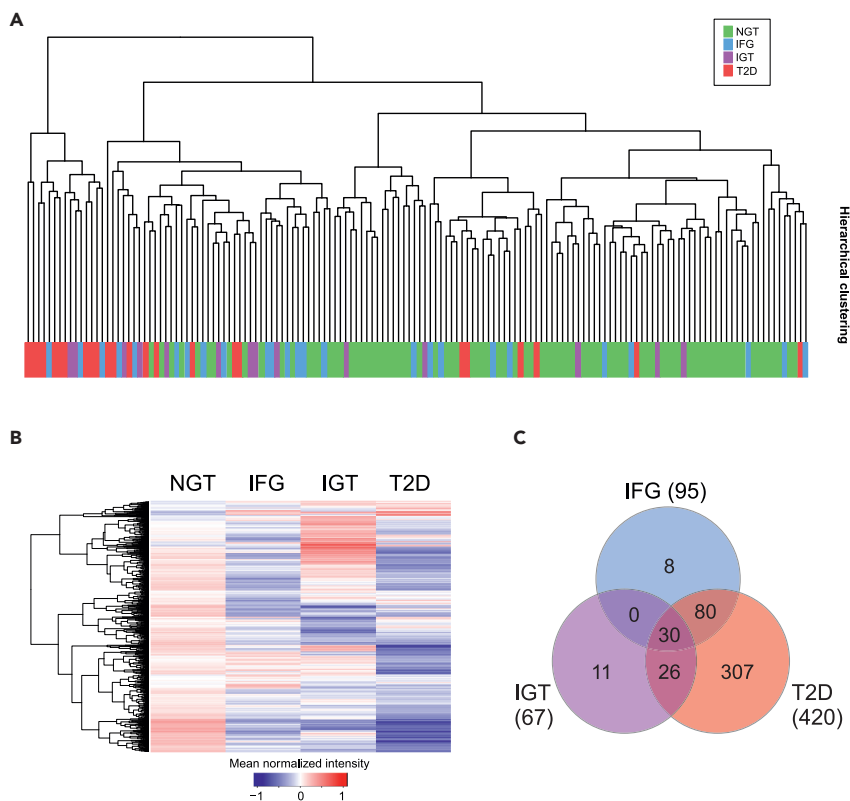 A
NGT
IFG
IGT
T2D
Hierarchical clustering
B
NGT IFG IGT T2D
Mean normalized intensity
−1 0 1
C
IFG (95)
8
0 80
30
11 26 307
IGT
(67)
T2D
(420)